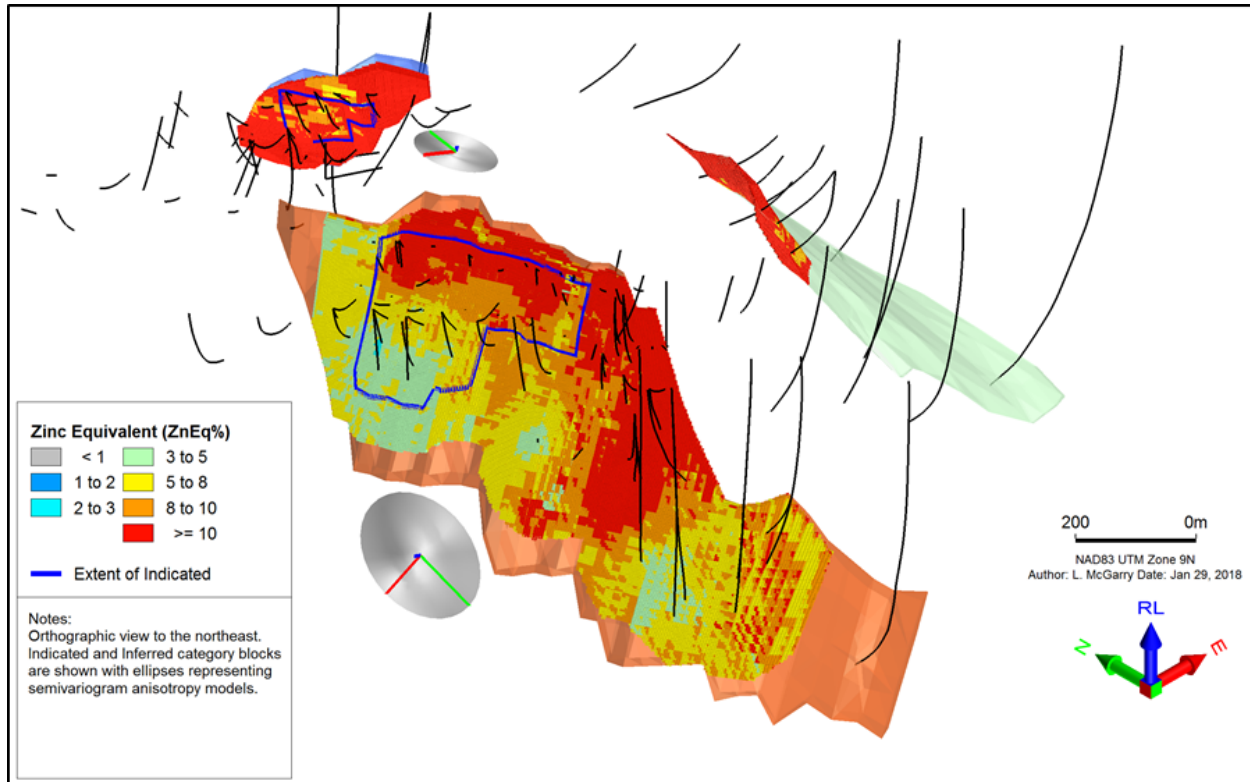 Zinc Equivalent (ZnEq%)
< 1 3 to 5
1 to 2 5 to 8
2 to 3 8 to 10
>= 10
Extent of Indicated
Notes:
Orthographic view to the northeast.
Indicated and Inferred category blocks
are shown with ellipses representing
semivariogram anisotropy models.
200 0m
NAD83 UTM Zone 9N
Author: L. McGarry Date: Jan 29, 2018
RL
N E